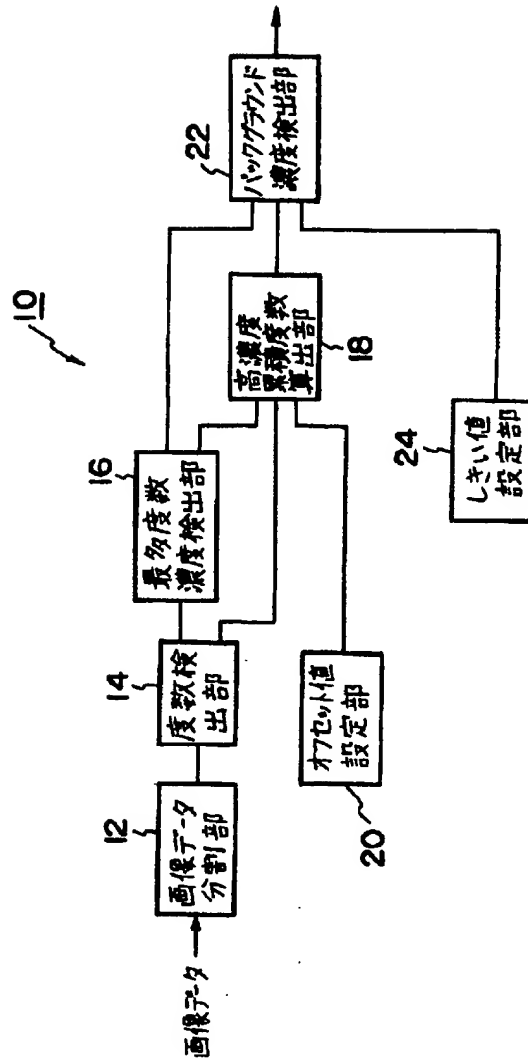 10
画像データ
12
画像データ
分割部
14
度数検
出部
16
最多度数
濃度検出部
高濃度
累積度数
算出部
18
オフセット値
設定部
20
22
バックグラウンド
濃度検出部
24
しきい値
設定部